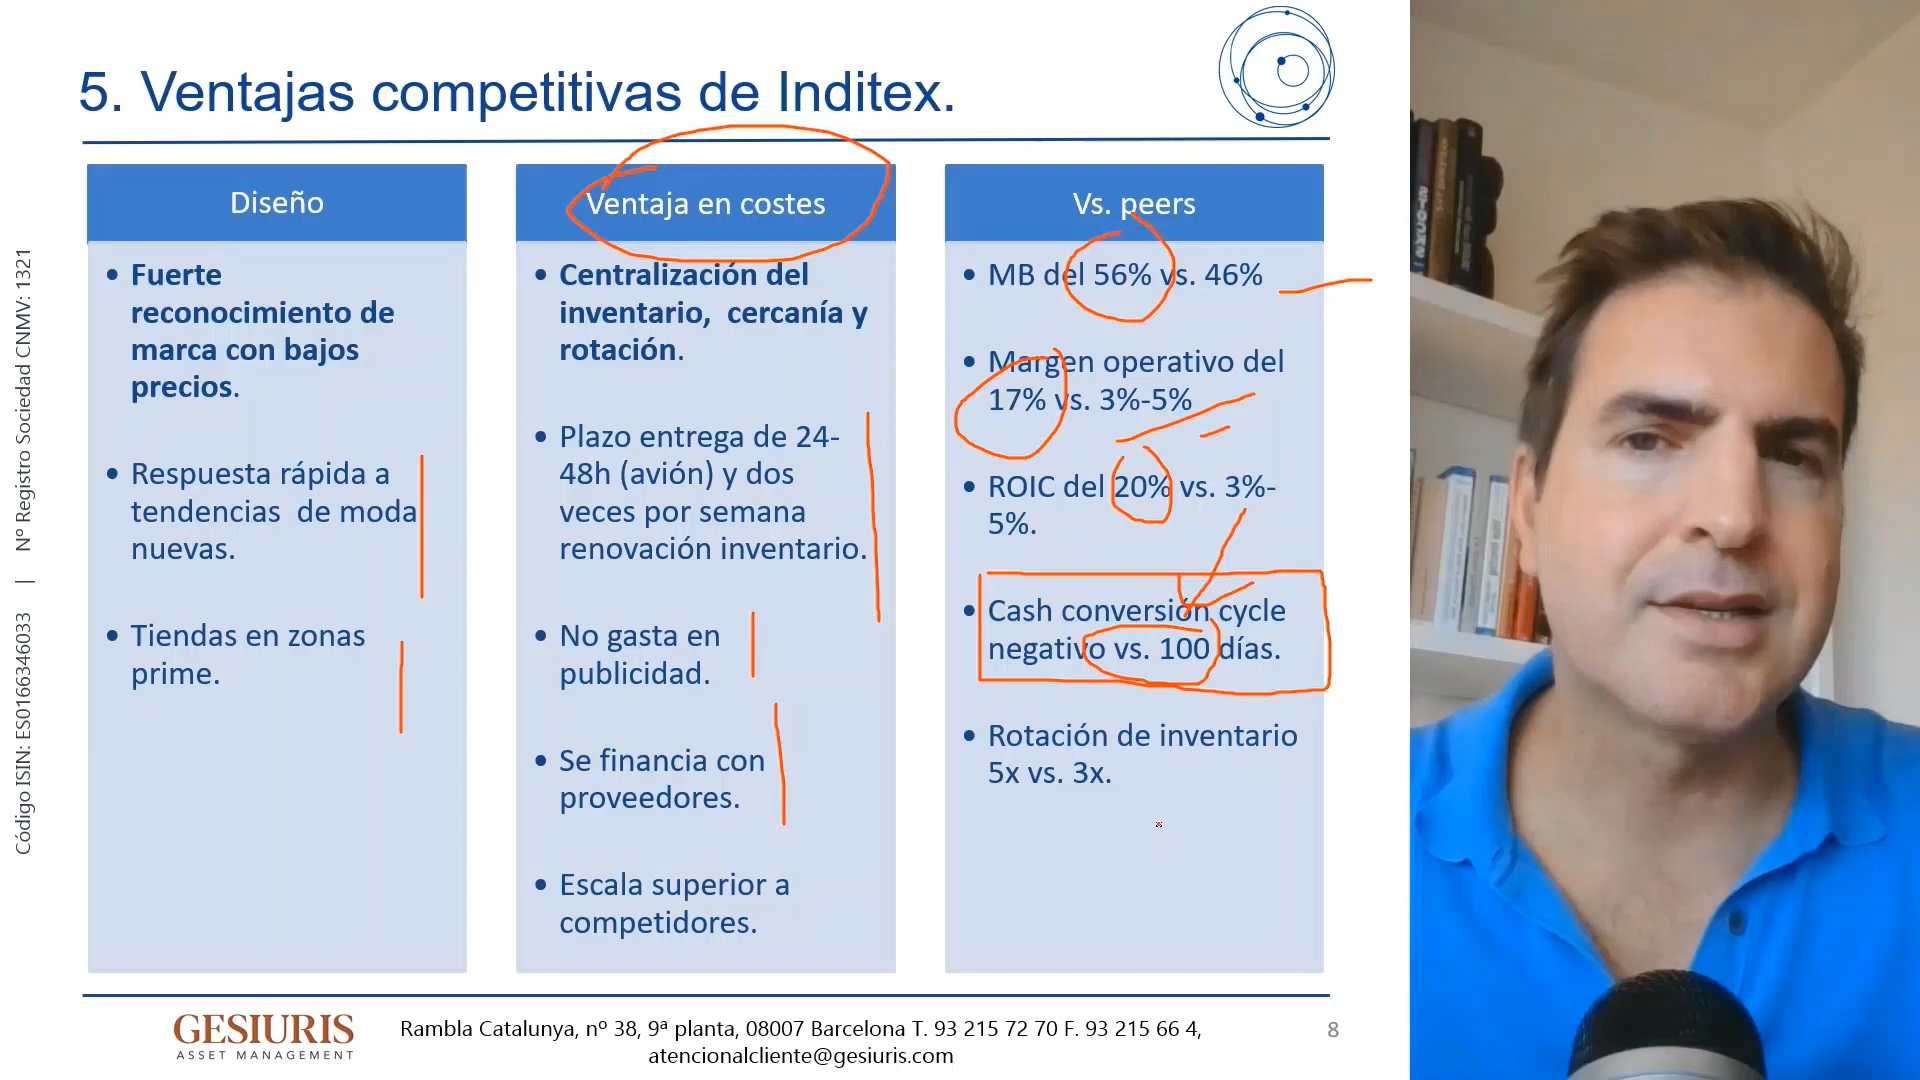 5. Ventajas competitivas de Inditex.
Diseño
• Fuerte
reconocimiento de
marca con bajos
precios.
• Respuesta rápida a
tendencias  de moda
nuevas.
• Tiendas en zonas
prime.
Ventaja en costes
• Centralización del
inventario,  cercanía y
rotación.
• Plazo entrega de 24-
48h (avión) y dos
veces por semana
renovación inventario.
• No gasta en
publicidad.
• Se financia con
proveedores.
• Escala superior a
competidores.
Vs. peers
• MB del 56% vs. 46%
• Margen operativo del
17% vs. 3%-5%
• ROIC del 20% vs. 3%-
5%.
• Cash conversión cycle
negativo vs. 100 días.
• Rotación de inventario
5x vs. 3x.
Código ISIN: ES0166346033 | Nº Registro Sociedad CNMV: 1321
GESIURIS
ASSET MANAGEMENT
Rambla Catalunya, nº 38, 9ª planta, 08007 Barcelona T. 93 215 72 70 F. 93 215 66 4,
atencionalcliente@gesiuris.com
8